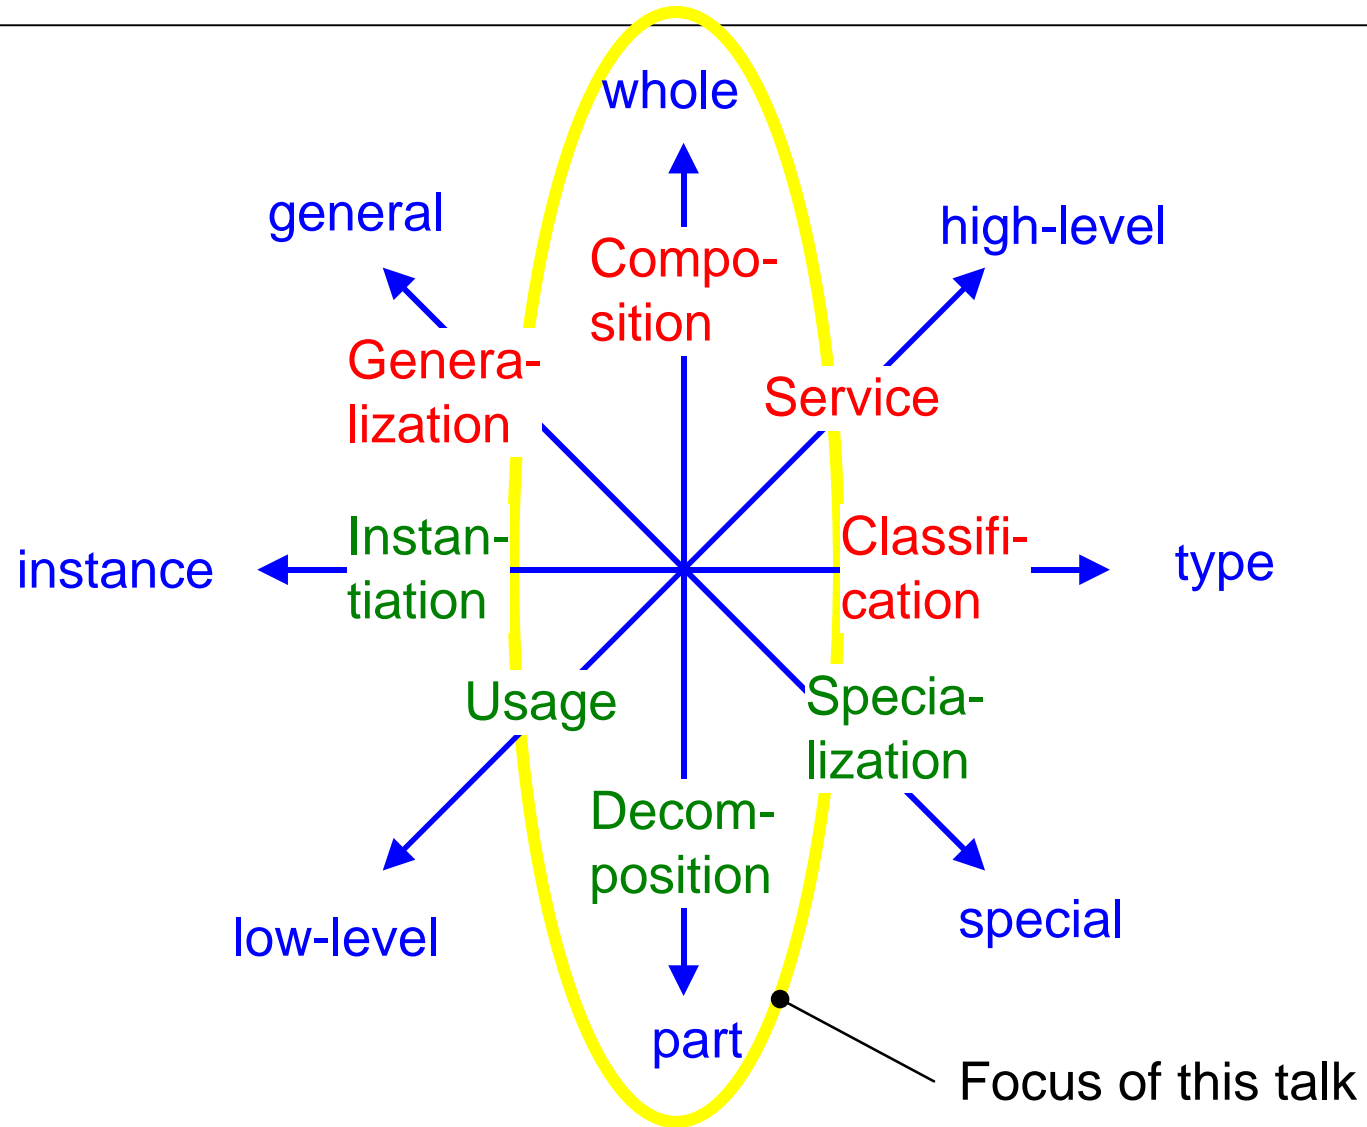 whole
general
high-level
Compo-
sition
Genera-
lization
Service
instance
Instan-
tiation
Classifi-
cation
type
Usage
Specia-
lization
Decom-
position
low-level
special
part
Focus of this talk